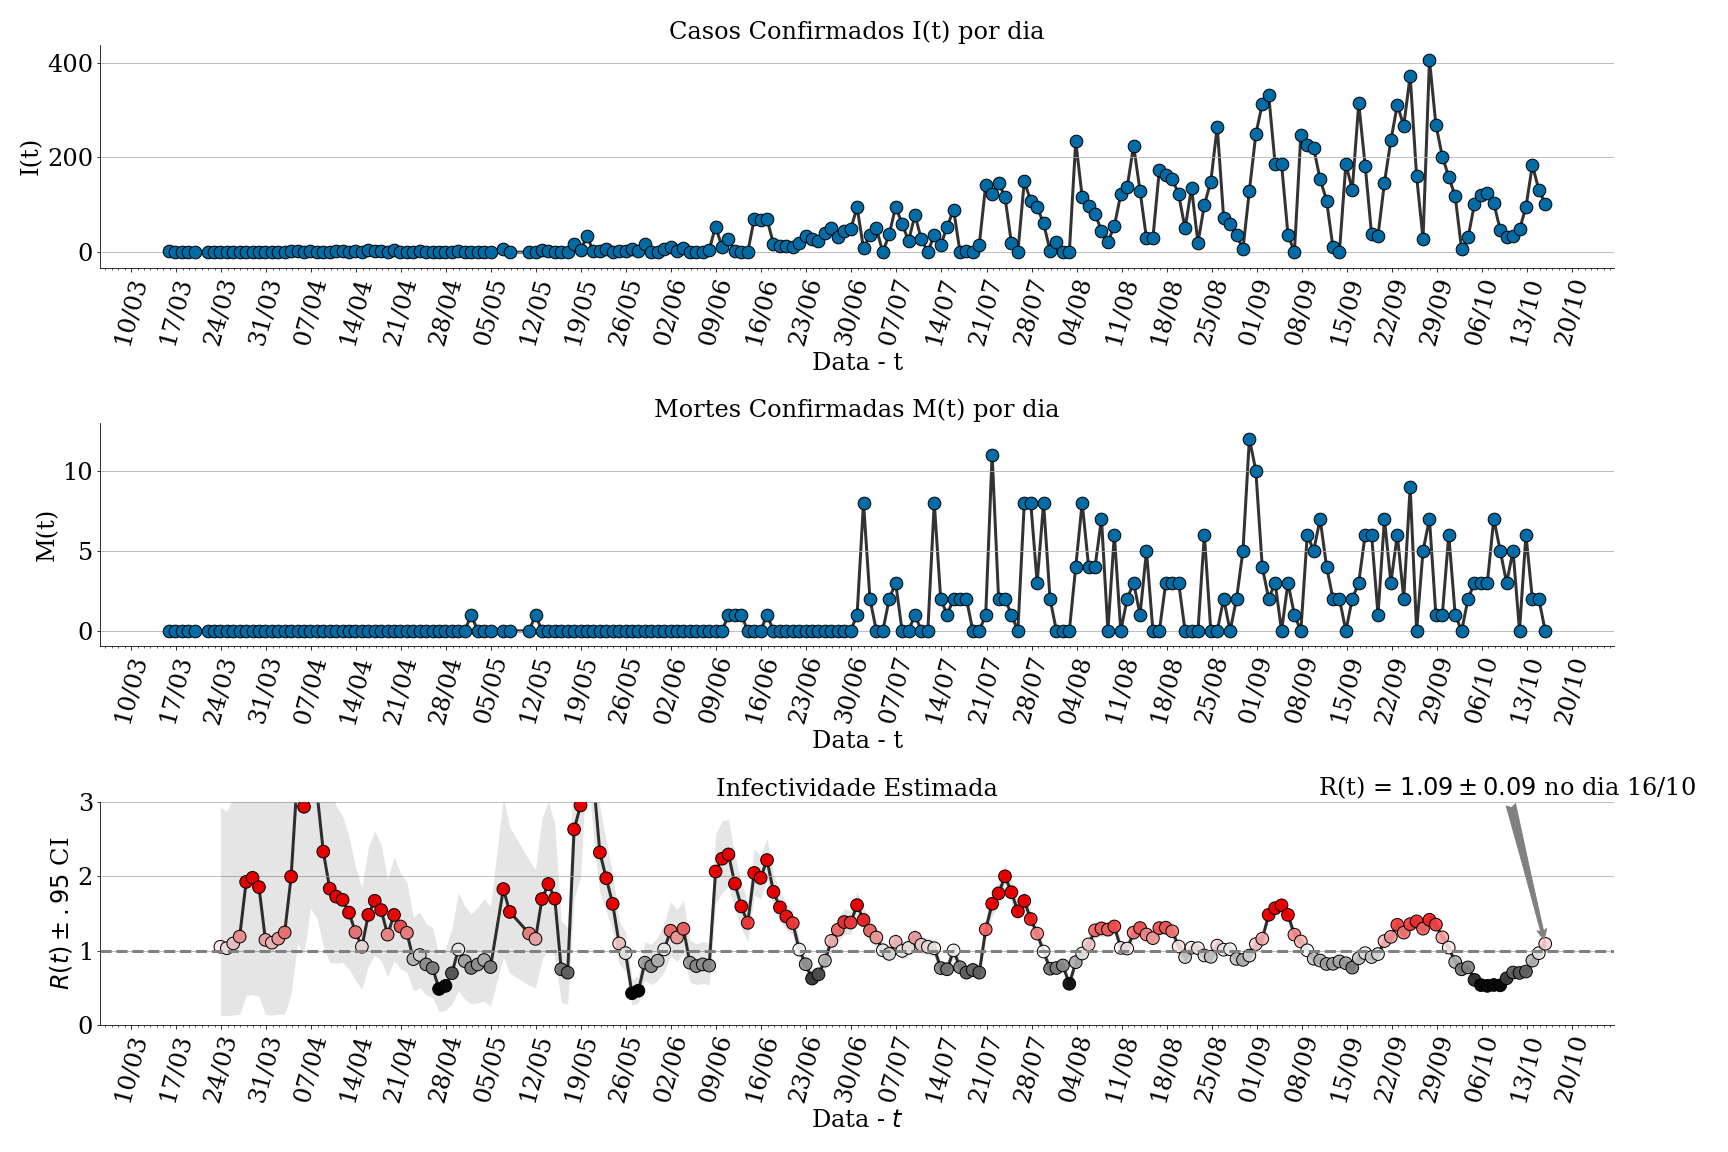 Casos Confirmados I(t) por dia
400
200
0
I(t)
10/03 17/03 24/03 31/03 07/04 14/04 21/04 28/04 05/05 12/05 19/05 26/05 02/06 09/06 16/06 23/06 30/06 07/07 14/07 21/07 28/07 04/08 11/08 18/08 25/08 01/09 08/09 15/09 22/09 29/09 06/10 13/10 20/10
Data - t
Mortes Confirmadas M(t) por dia
10
5
0
M(t)
10/03 17/03 24/03 31/03 07/04 14/04 21/04 28/04 05/05 12/05 19/05 26/05 02/06 09/06 16/06 23/06 30/06 07/07 14/07 21/07 28/07 04/08 11/08 18/08 25/08 01/09 08/09 15/09 22/09 29/09 06/10 13/10 20/10
Data - t
Infectividade Estimada
R(t) = 1.09 ± 0.09 no dia 16/10
3
2
1
0
R(t) ± .95 CI
10/03 17/03 24/03 31/03 07/04 14/04 21/04 28/04 05/05 12/05 19/05 26/05 02/06 09/06 16/06 23/06 30/06 07/07 14/07 21/07 28/07 04/08 11/08 18/08 25/08 01/09 08/09 15/09 22/09 29/09 06/10 13/10 20/10
Data - t